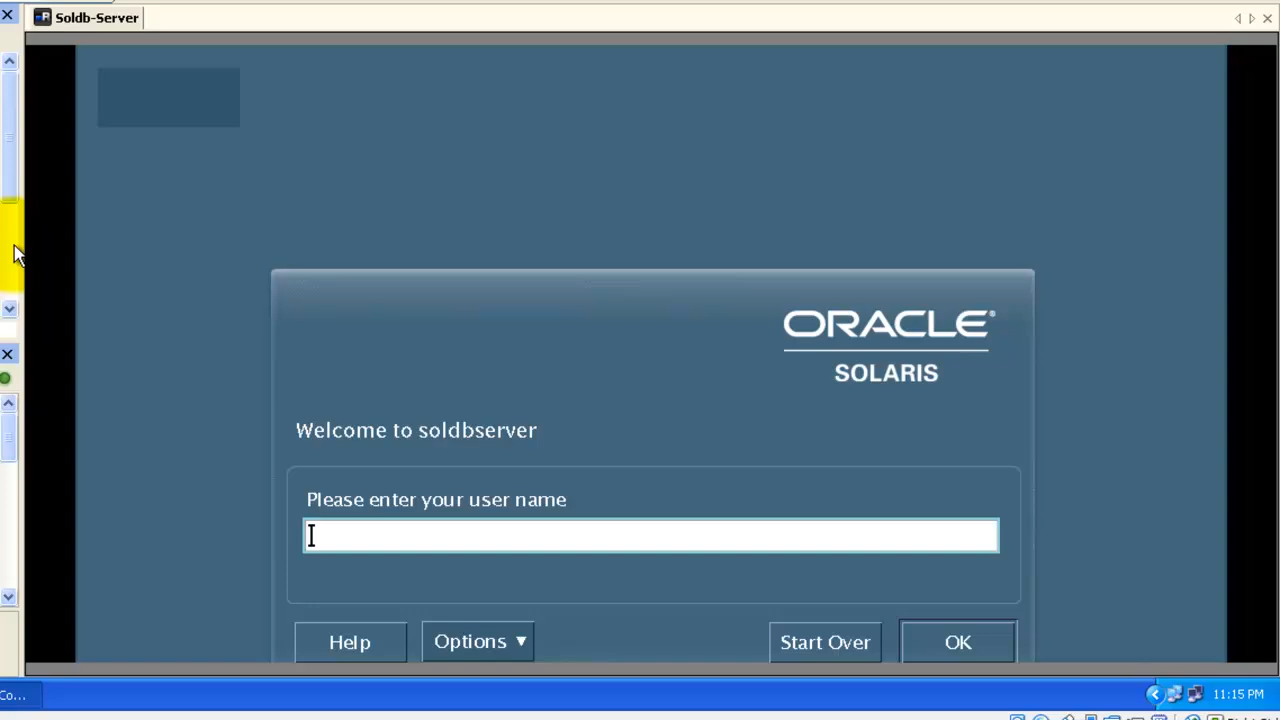 Soldb-Server
ORACLE®
SOLARIS
Welcome to soldbserver
Please enter your user name
Help
Options ▼
Start Over
OK
Co...
11:15 PM